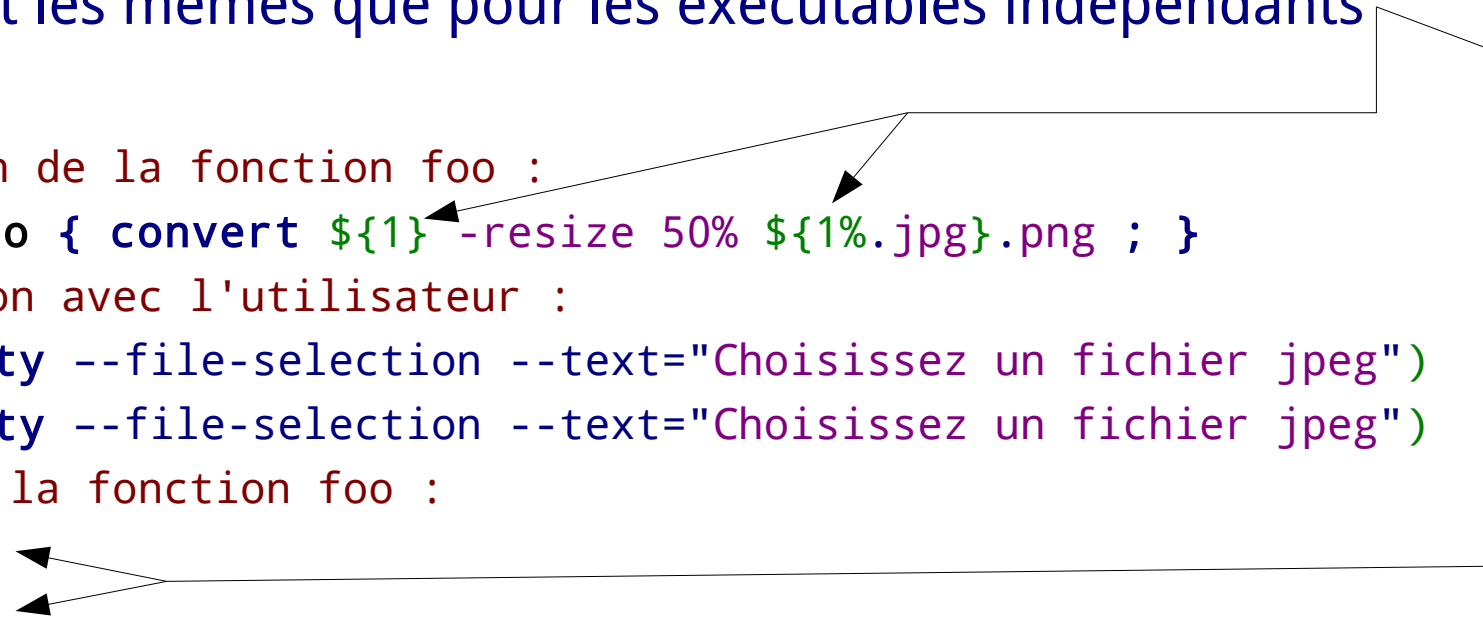 t les mêmes que pour les exécutables indépendants
n de la fonction foo :
o { convert ${1} -resize 50% ${1%.jpg}.png ; }
on avec l'utilisateur :
ty --file-selection --text="Choisissez un fichier jpeg")
ty --file-selection --text="Choisissez un fichier jpeg")
la fonction foo :